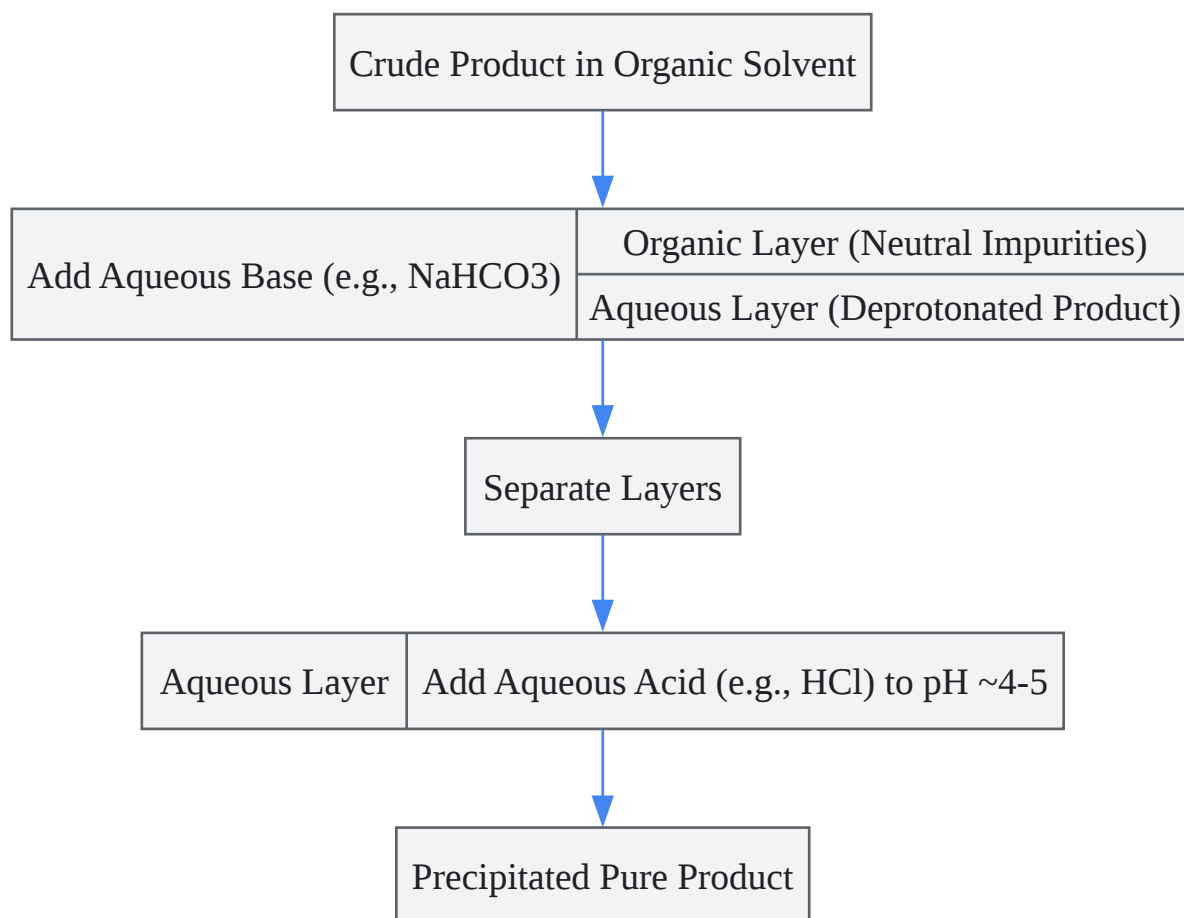 Crude Product in Organic Solvent
Add Aqueous Base (e.g., NaHCO3)
Organic Layer (Neutral Impurities)
Aqueous Layer (Deprotonated Product)
Separate Layers
Aqueous Layer
Add Aqueous Acid (e.g., HCl) to pH ~4-5
Precipitated Pure Product